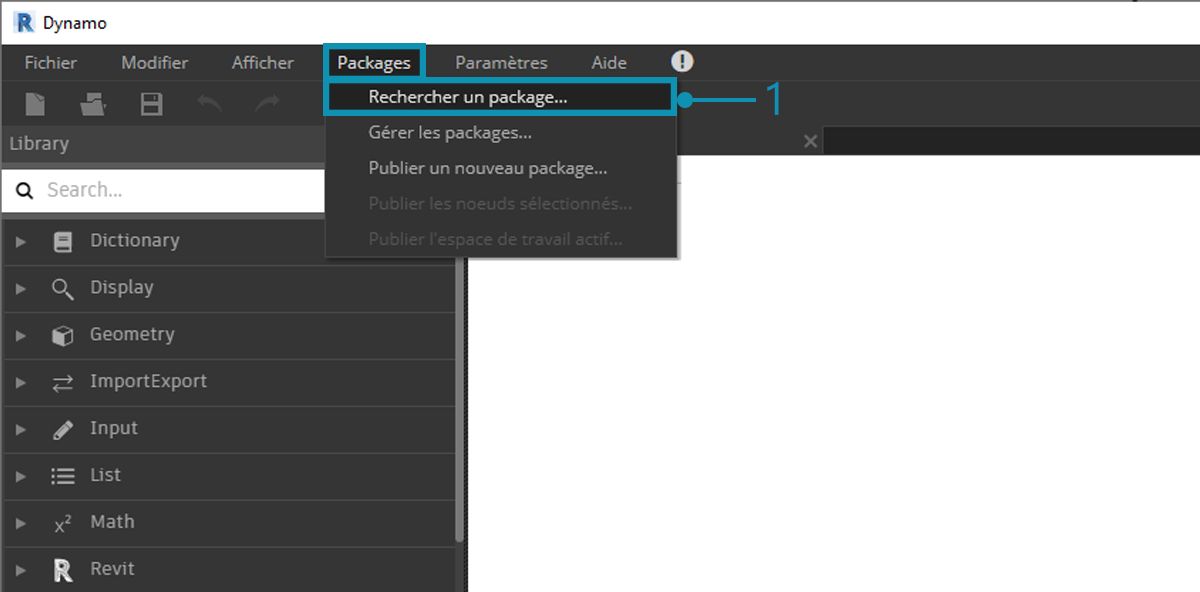 Dynamo
Fichier Modifier Afficher Packages Paramètres Aide
Rechercher un package... 1
Gérer les packages...
Publier un nouveau package...
Publier les noeuds sélectionnés...
Publier l'espace de travail actif...
Library
Search...
Dictionary
Display
Geometry
ImportExport
Input
List
x² Math
R Revit